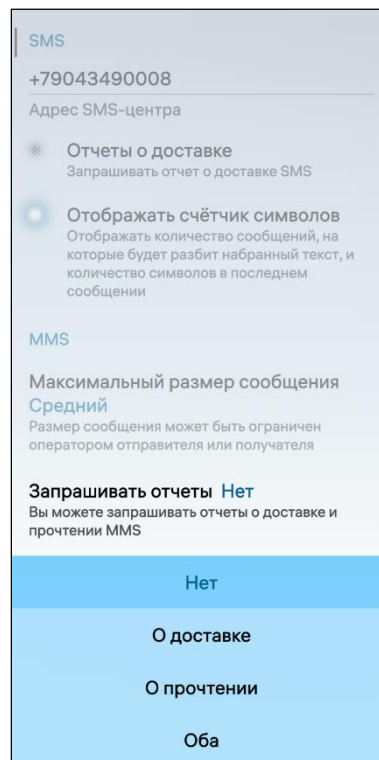 SMS
+79043490008
Адрес SMS-центра
Отчеты о доставке
Запрашивать отчет о доставке SMS
Отображать счётчик символов
Отображать количество сообщений, на
которые будет разбит набранный текст, и
количество символов в последнем
сообщении
MMS
Максимальный размер сообщения
Средний
Размер сообщения может быть ограничен
оператором отправителя или получателя
Запрашивать отчеты Нет
Вы можете запрашивать отчеты о доставке и
прочтении MMS
Нет
О доставке
О прочтении
Оба